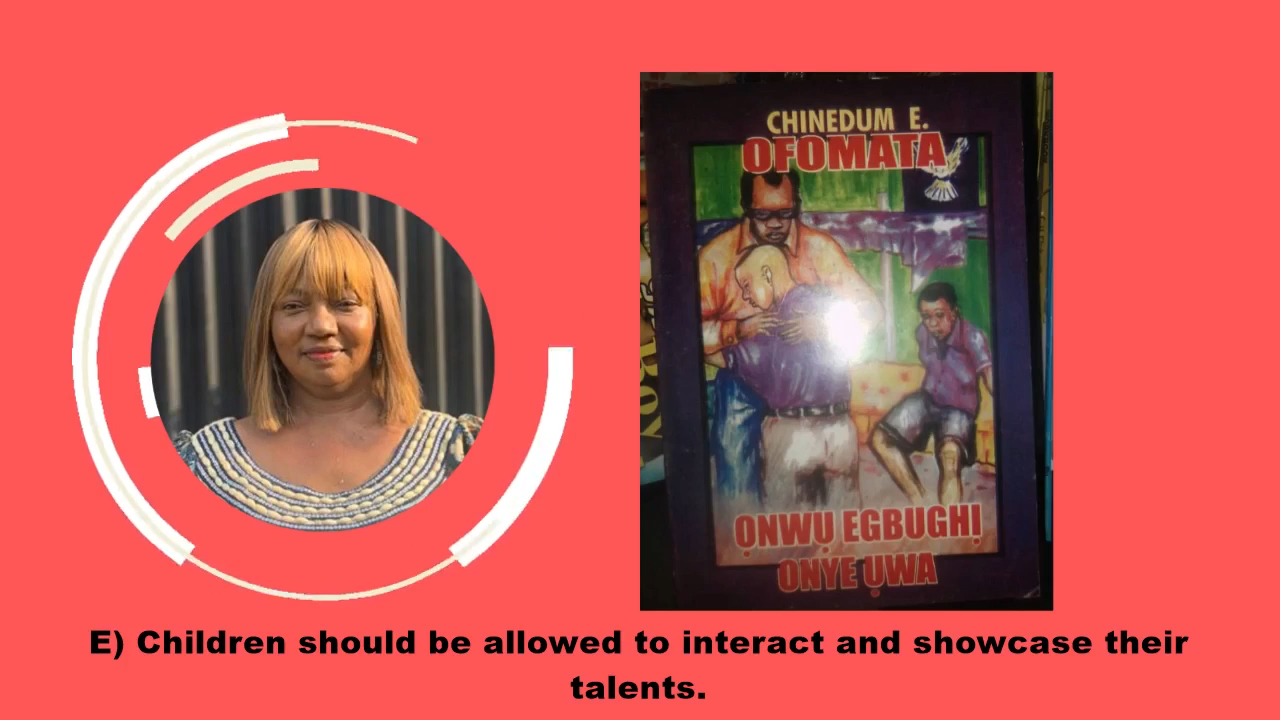 CHINEDUM E.
OFOMATA
ỌNWỤ EGBUGHỊ
ONYE ỤWA
E) Children should be allowed to interact and showcase their
talents.